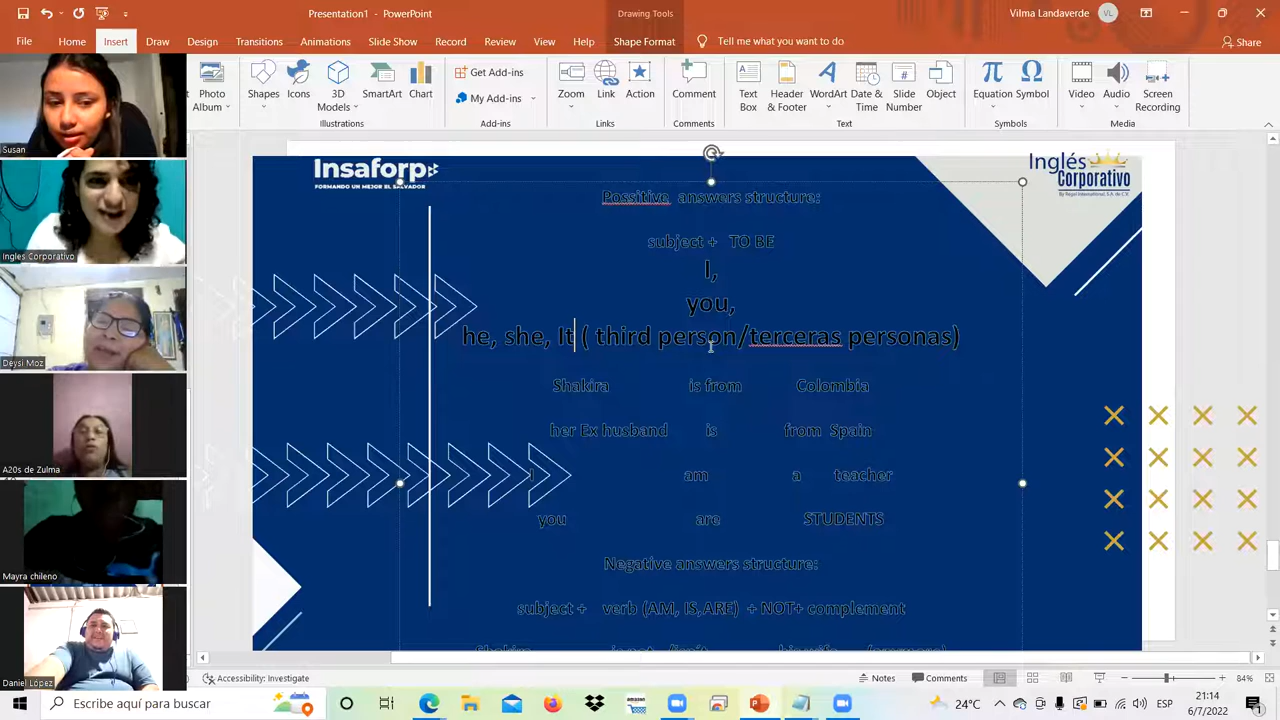 Presentation1 - PowerPoint
Drawing Tools
Vilma Landaverde
VL
File
Home
Insert
Draw
Design
Transitions
Animations
Slide Show
Record
Review
View
Help
Shape Format
Tell me what you want to do
Share
Photo Album
Shapes
Icons
3D Models
SmartArt
Chart
Get Add-ins
My Add-ins
Zoom
Link
Action
Comment
Text Box
Header & Footer
WordArt
Date & Time
Slide Number
Object
Equation
Symbol
Video
Audio
Screen Recording
Illustrations
Add-ins
Links
Comments
Text
Symbols
Media
Susan
Ingles Corporativo
Deysi Moz
A20s de Zulma
Mayra chileno
Daniel López
Insaforp
FORMANDO UN MEJOR EL SALVADOR
Inglés
Corporativo
By Regal International, S.A. de C.V.
Possitive answers structure:
subject + TO BE
I,
you,
he, she, It ( third person/terceras personas)
Shakira is from Colombia
her Ex husband is from Spain
I am a teacher
you are STUDENTS
Negative answers structure:
subject + verb (AM, IS,ARE) + NOT+ complement
Accessibility: Investigate
Notes
Comments
84%
Escribe aquí para buscar
24°C
ESP
21:14
6/7/2022